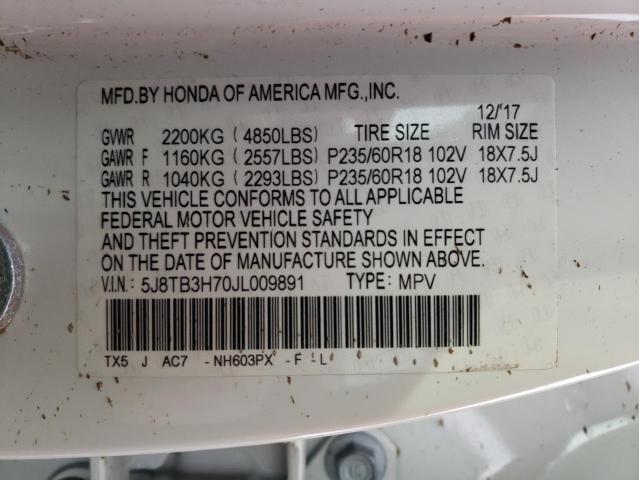 MFD.BY HONDA OF AMERICA MFG.,INC.
12/'17
GVWR 2200KG ( 4850LBS) TIRE SIZE RIM SIZE
GAWR F 1160KG ( 2557LBS) P235/60R18 102V 18X7.5J
GAWR R 1040KG ( 2293LBS) P235/60R18 102V 18X7.5J
THIS VEHICLE CONFORMS TO ALL APPLICABLE
FEDERAL MOTOR VEHICLE SAFETY
AND THEFT PREVENTION STANDARDS IN EFFECT
ON THE DATE OF MANUFACTURE SHOWN ABOVE.
V.I.N.: 5J8TB3H70JL009891 TYPE: MPV
TX5 J AC7 -NH603PX -F -L